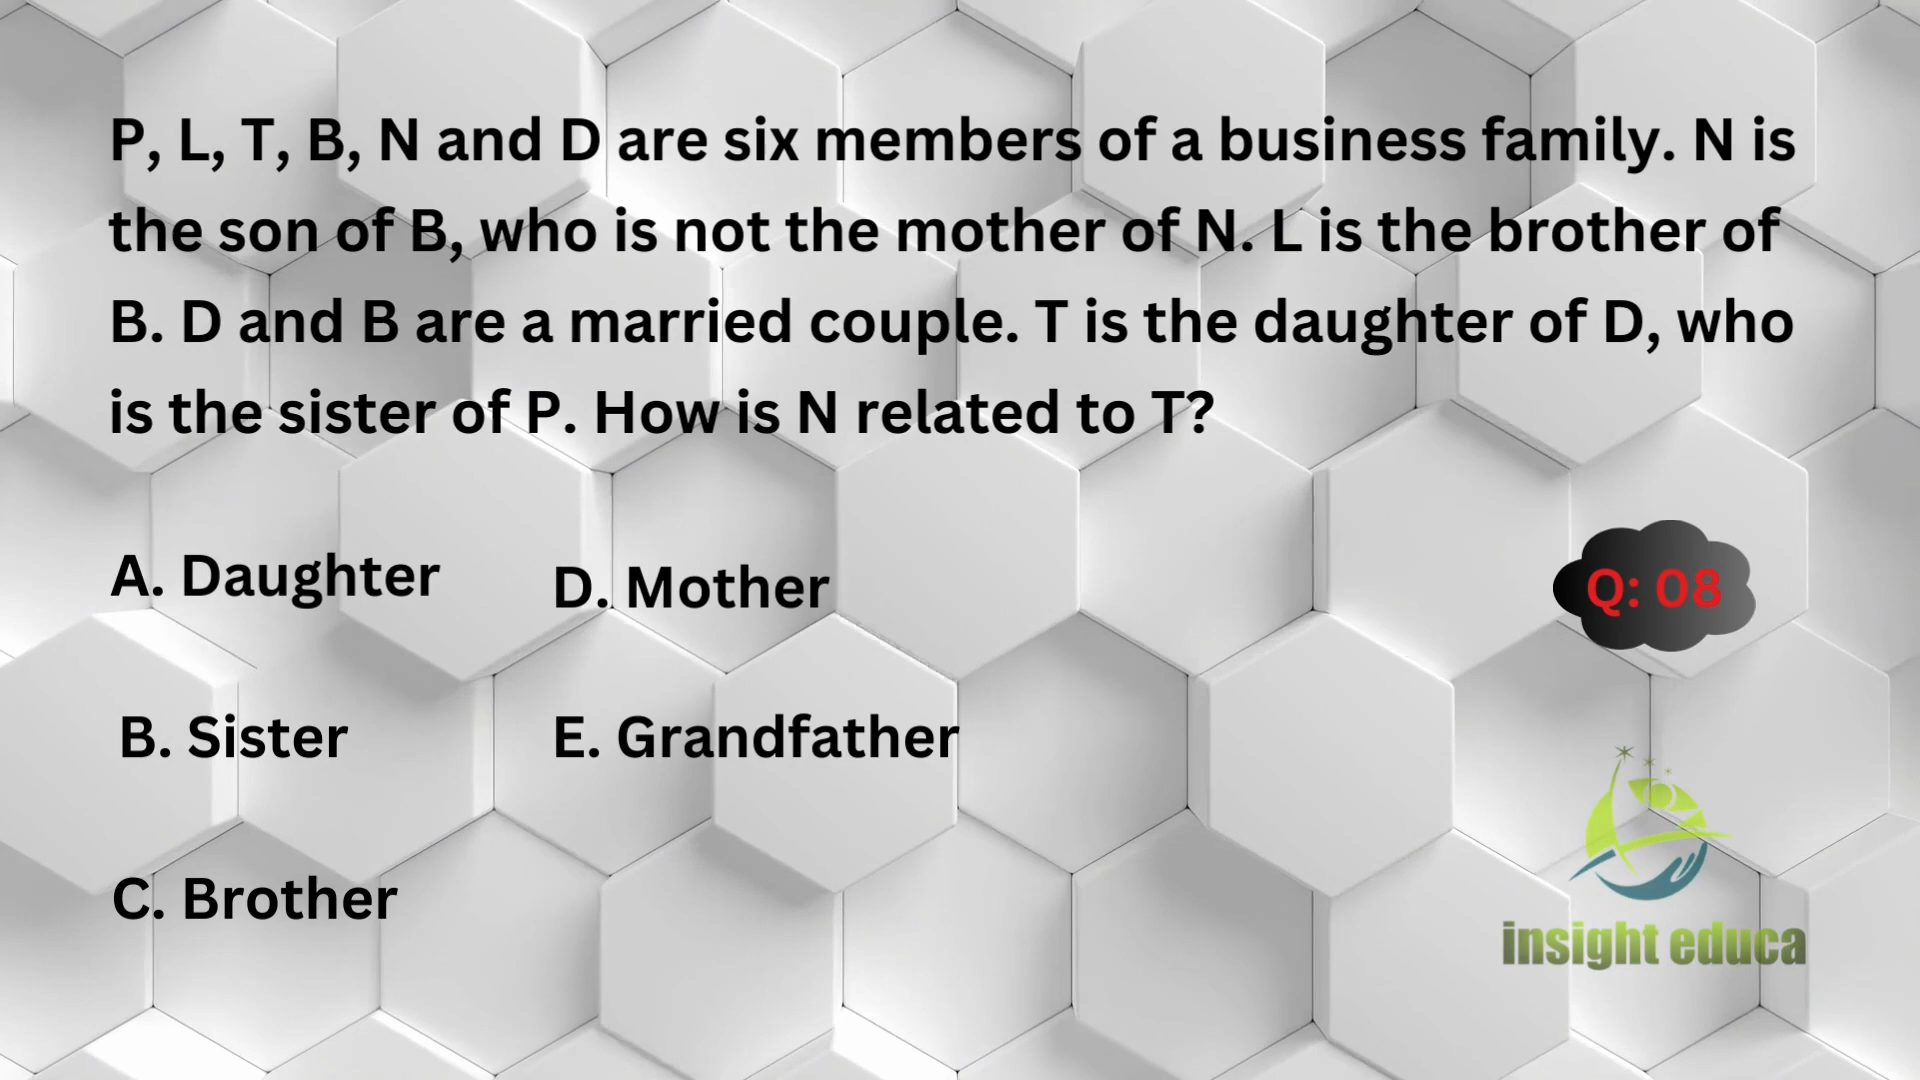 P, L, T, B, N and D are six members of a business family. N is
the son of B, who is not the mother of N. L is the brother of
B. D and B are a married couple. T is the daughter of D, who
is the sister of P. How is N related to T?
A. Daughter
B. Sister
C. Brother
D. Mother
E. Grandfather
Q: 08
insight educa